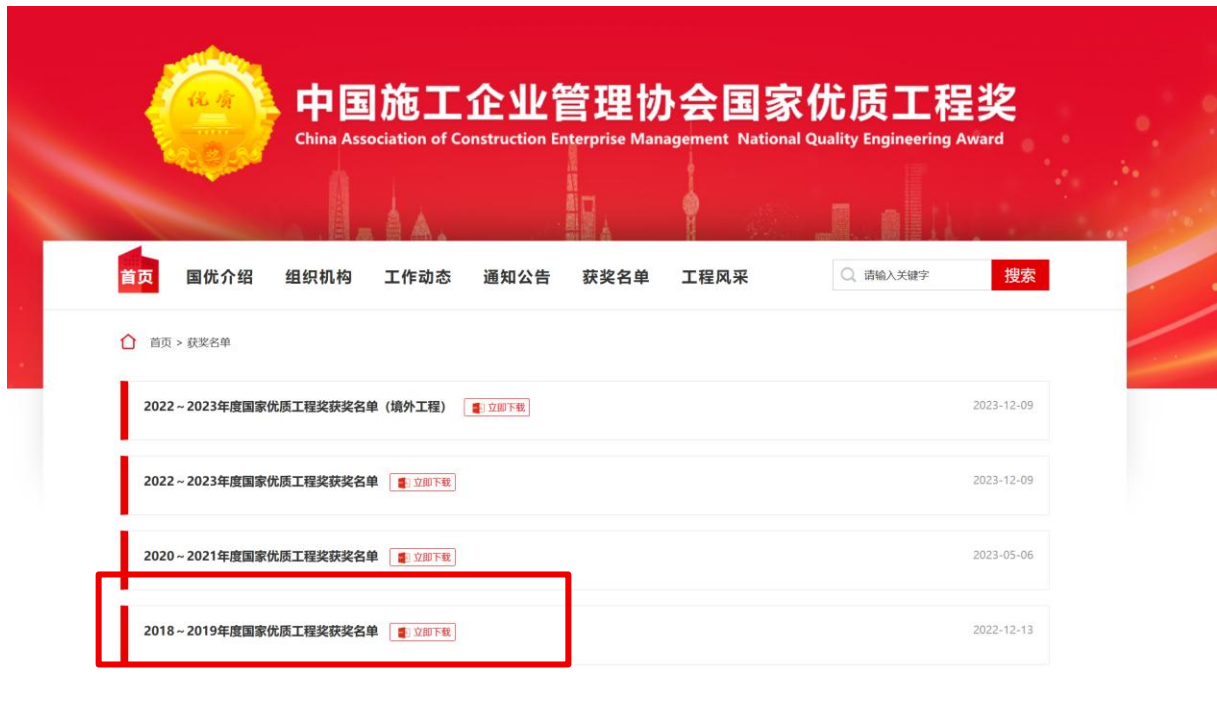 优质
奖
中国施工企业管理协会国家优质工程奖
China Association of Construction Enterprise Management National Quality Engineering Award
首页 国优介绍 组织机构 工作动态 通知公告 获奖名单 工程风采 请输入关键字 搜索
首页 > 获奖名单
2022~2023年度国家优质工程奖获奖名单（境外工程） 立即下载 2023-12-09
2022~2023年度国家优质工程奖获奖名单 立即下载 2023-12-09
2020~2021年度国家优质工程奖获奖名单 立即下载 2023-05-06
2018~2019年度国家优质工程奖获奖名单 立即下载 2022-12-13